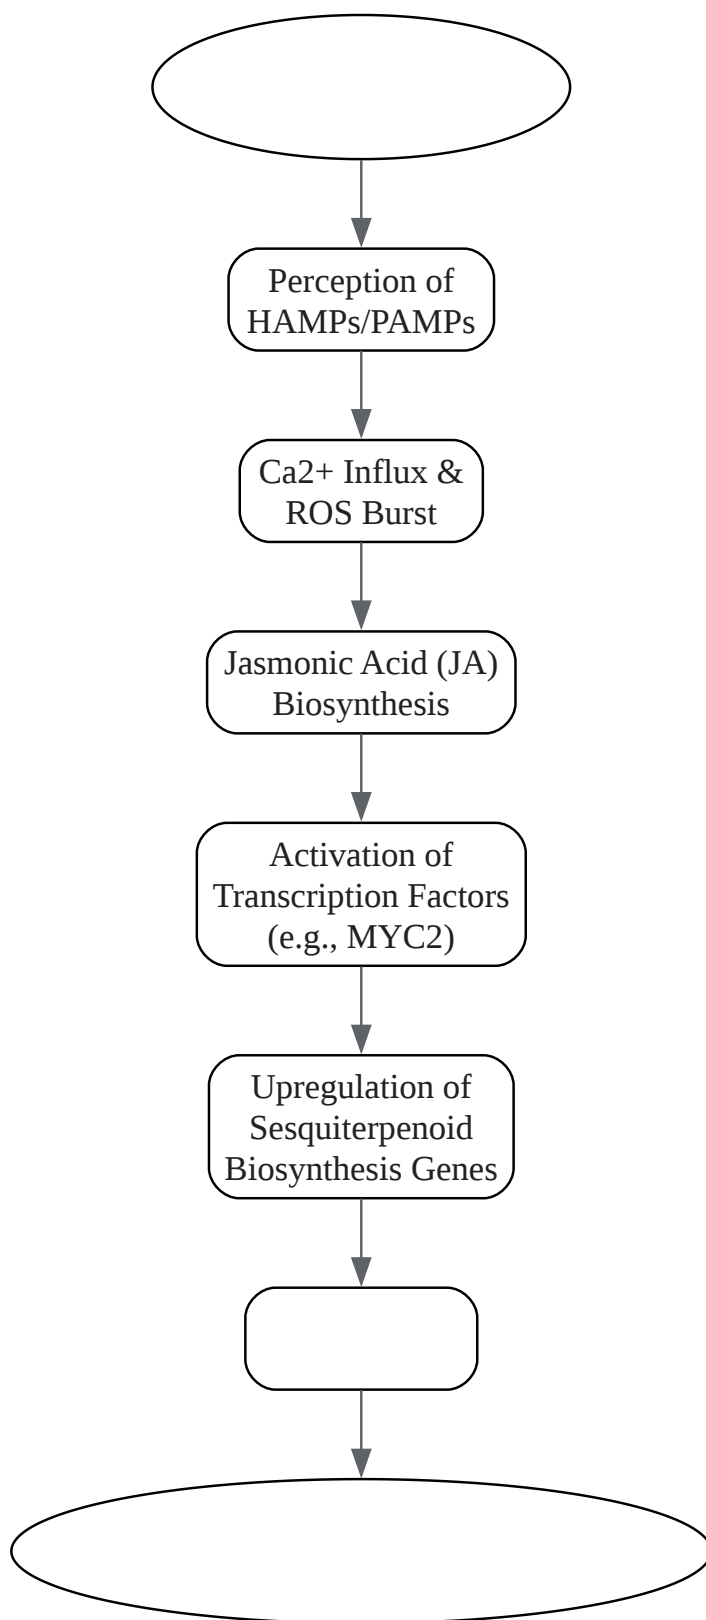 Perception of
HAMPs/PAMPs
Ca2+ Influx &
ROS Burst
Jasmonic Acid (JA)
Biosynthesis
Activation of
Transcription Factors
(e.g., MYC2)
Upregulation of
Sesquiterpenoid
Biosynthesis Genes